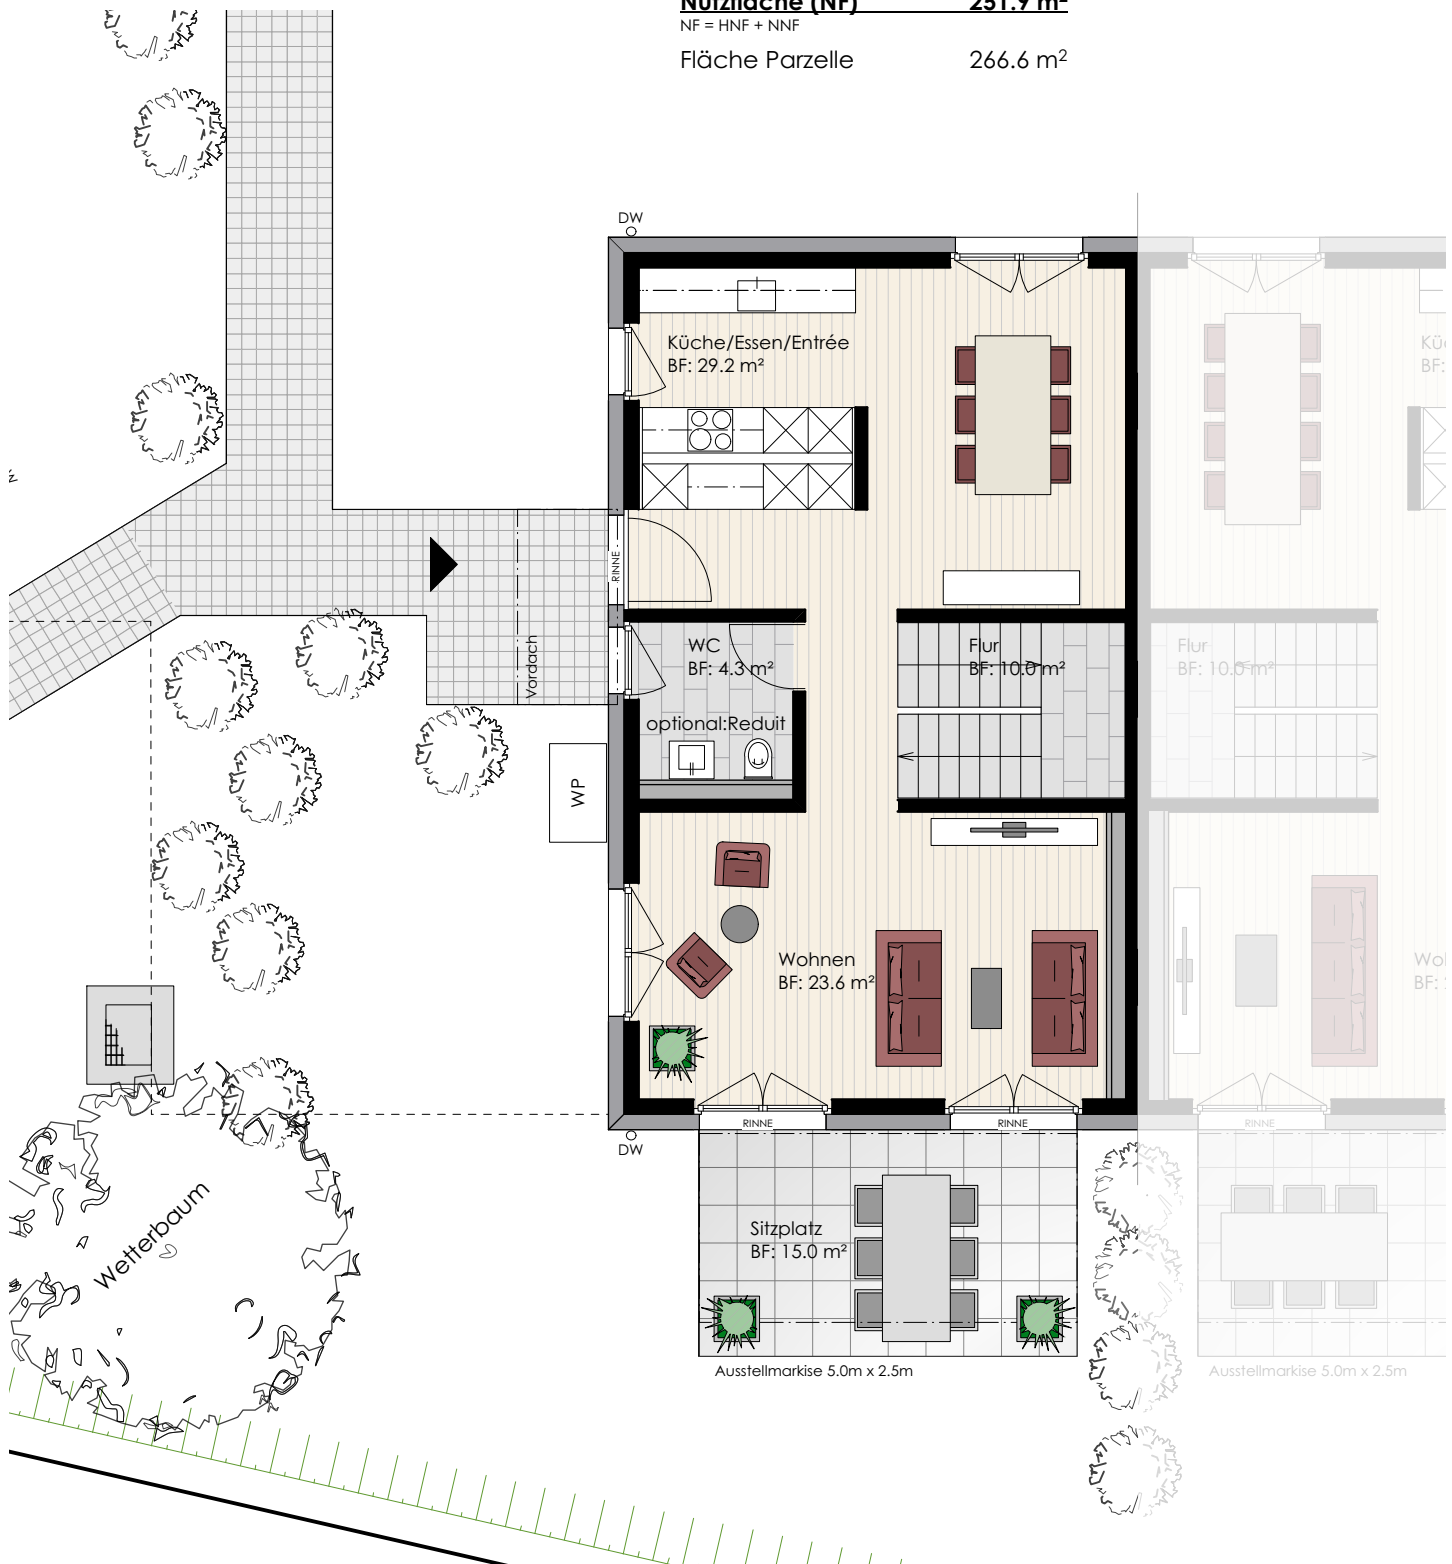 Nutzfläche (NF) 251.9 m²
NF = HNF + NNF
Fläche Parzelle 266.6 m²
DW
Küche/Essen/Entrée
BF: 29.2 m²
RINNE
Vordach
WC
BF: 4.3 m²
optional:Reduit
Flur
BF: 10.0 m²
Flur
BF: 10.0 m²
WP
Wohnen
BF: 23.6 m²
RINNE
RINNE
RINNE
DW
Wetterbaum
Sitzplatz
BF: 15.0 m²
Ausstellmarkise 5.0m x 2.5m
Ausstellmarkise 5.0m x 2.5m